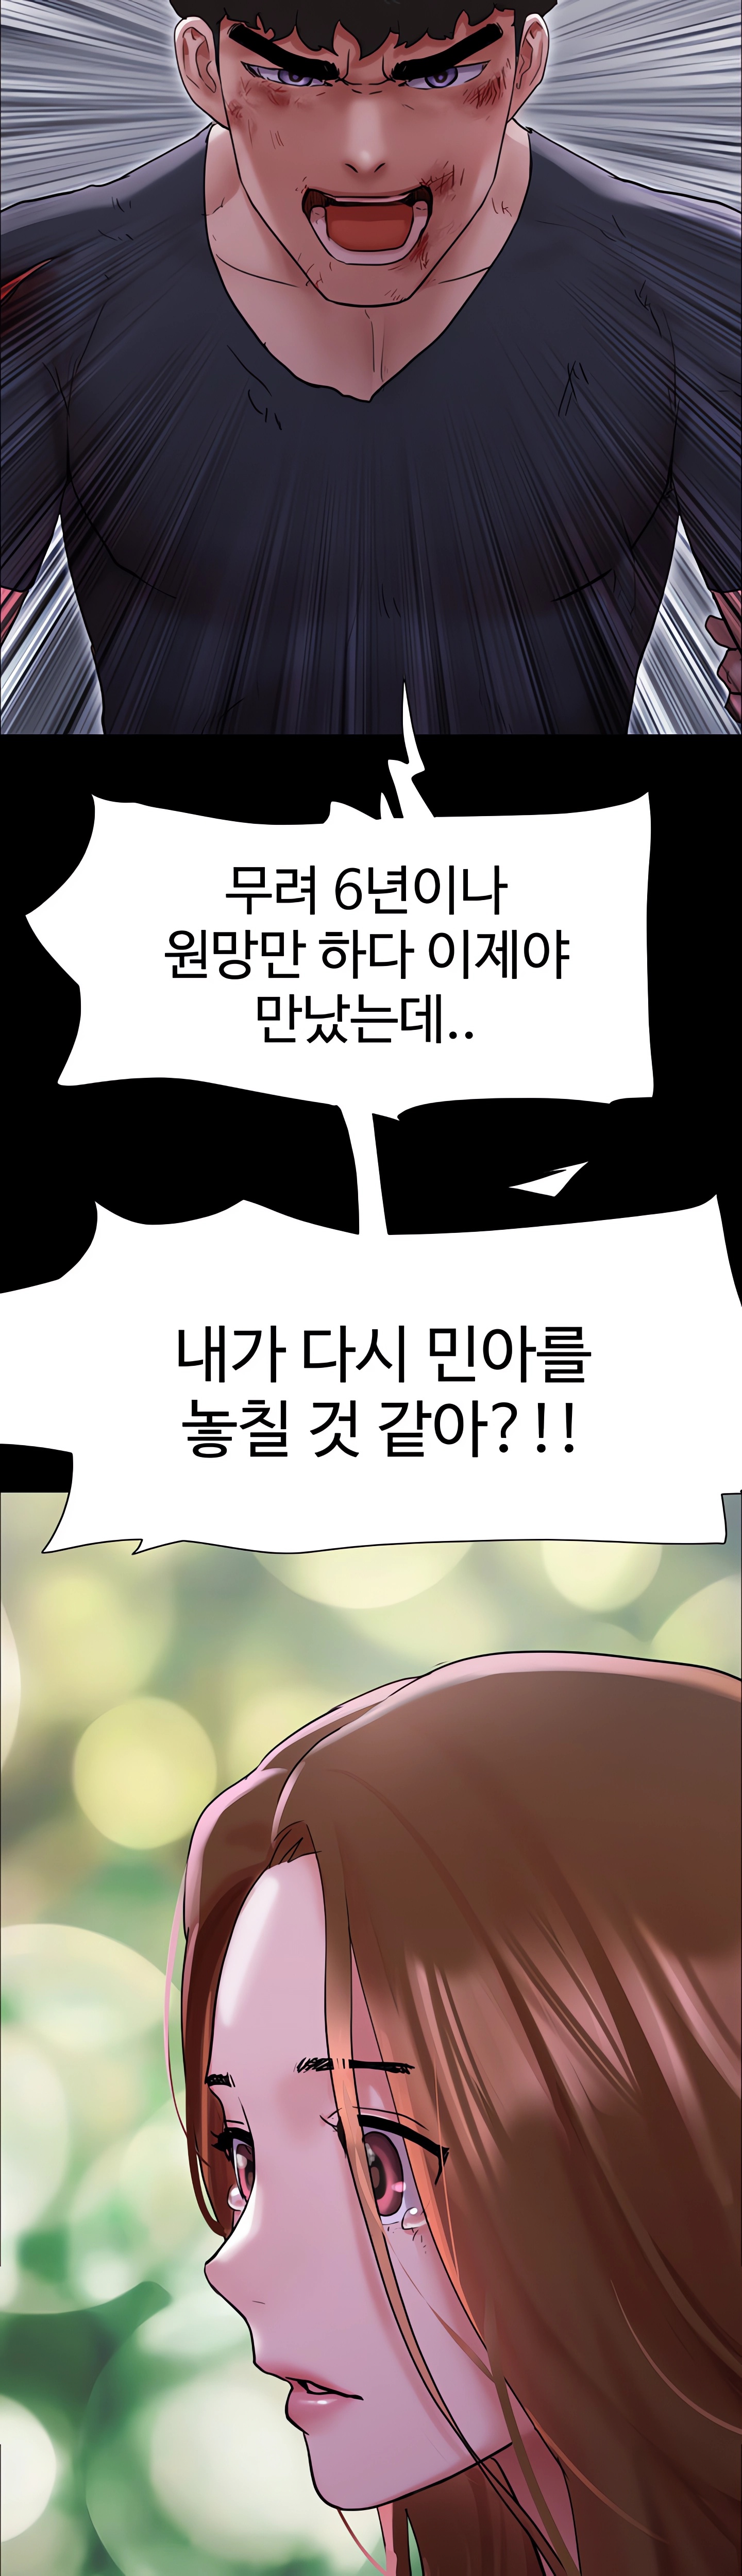 무려 6년이나
원망만 하다 이제야
만났는데..
내가 다시 민아를
놓칠 것 같아?!!